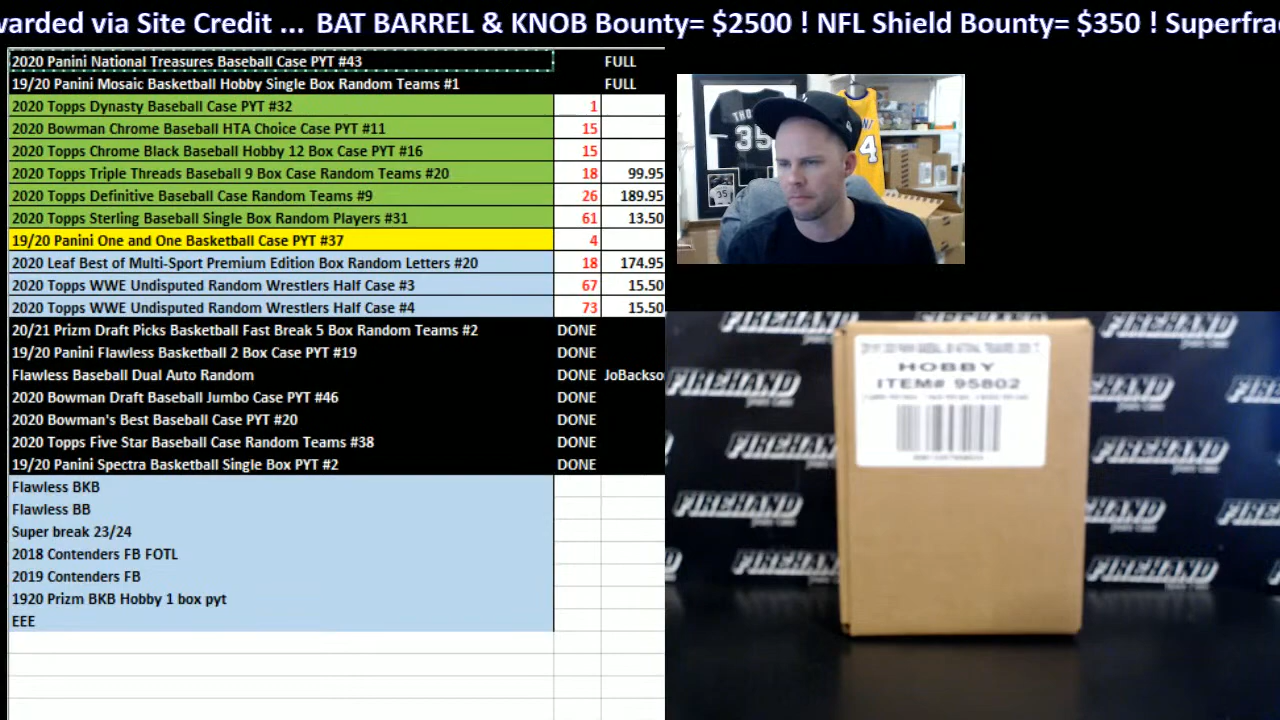 warded via Site Credit ... BAT BARREL & KNOB Bounty= $2500 ! NFL Shield Bounty= $350 ! Superfra
2020 Panini National Treasures Baseball Case PYT #43 FULL
19/20 Panini Mosaic Basketball Hobby Single Box Random Teams #1 FULL
2020 Topps Dynasty Baseball Case PYT #32 1
2020 Bowman Chrome Baseball HTA Choice Case PYT #11 15
2020 Topps Chrome Black Baseball Hobby 12 Box Case PYT #16 15
2020 Topps Triple Threads Baseball 9 Box Case Random Teams #20 18 99.95
2020 Topps Definitive Baseball Case Random Teams #9 26 189.95
2020 Topps Sterling Baseball Single Box Random Players #31 61 13.50
19/20 Panini One and One Basketball Case PYT #37 4
2020 Leaf Best of Multi-Sport Premium Edition Box Random Letters #20 18 174.95
2020 Topps WWE Undisputed Random Wrestlers Half Case #3 67 15.50
2020 Topps WWE Undisputed Random Wrestlers Half Case #4 73 15.50
20/21 Prizm Draft Picks Basketball Fast Break 5 Box Random Teams #2 DONE
19/20 Panini Flawless Basketball 2 Box Case PYT #19 DONE
Flawless Baseball Dual Auto Random DONE JoBackso
2020 Bowman Draft Baseball Jumbo Case PYT #46 DONE
2020 Bowman's Best Baseball Case PYT #20 DONE
2020 Topps Five Star Baseball Case Random Teams #38 DONE
19/20 Panini Spectra Basketball Single Box PYT #2 DONE
Flawless BKB
Flawless BB
Super break 23/24
2018 Contenders FB FOTL
2019 Contenders FB
1920 Prizm BKB Hobby 1 box pyt
EEE
THO
35
35
4
HOBBY
ITEM# 95802
FIREHAND
FIREHAND
FIREHAND
FIREHAND
FIREHAND
FIREHAND
FIREHAND
FIREHAND
FIREHAND